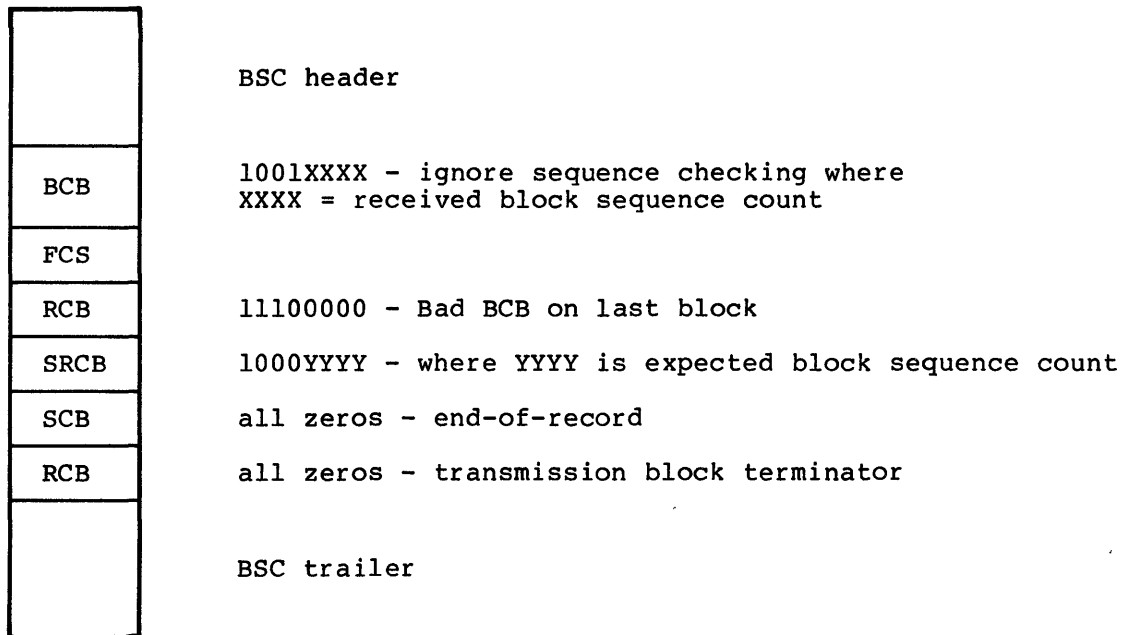 BSC header
BCB 1001XXXX - ignore sequence checking where
XXXX = received block sequence count
FCS
RCB 11100000 - Bad BCB on last block
SRCB 1000YYYY - where YYYY is expected block sequence count
SCB all zeros - end-of-record
RCB all zeros - transmission block terminator
BSC trailer